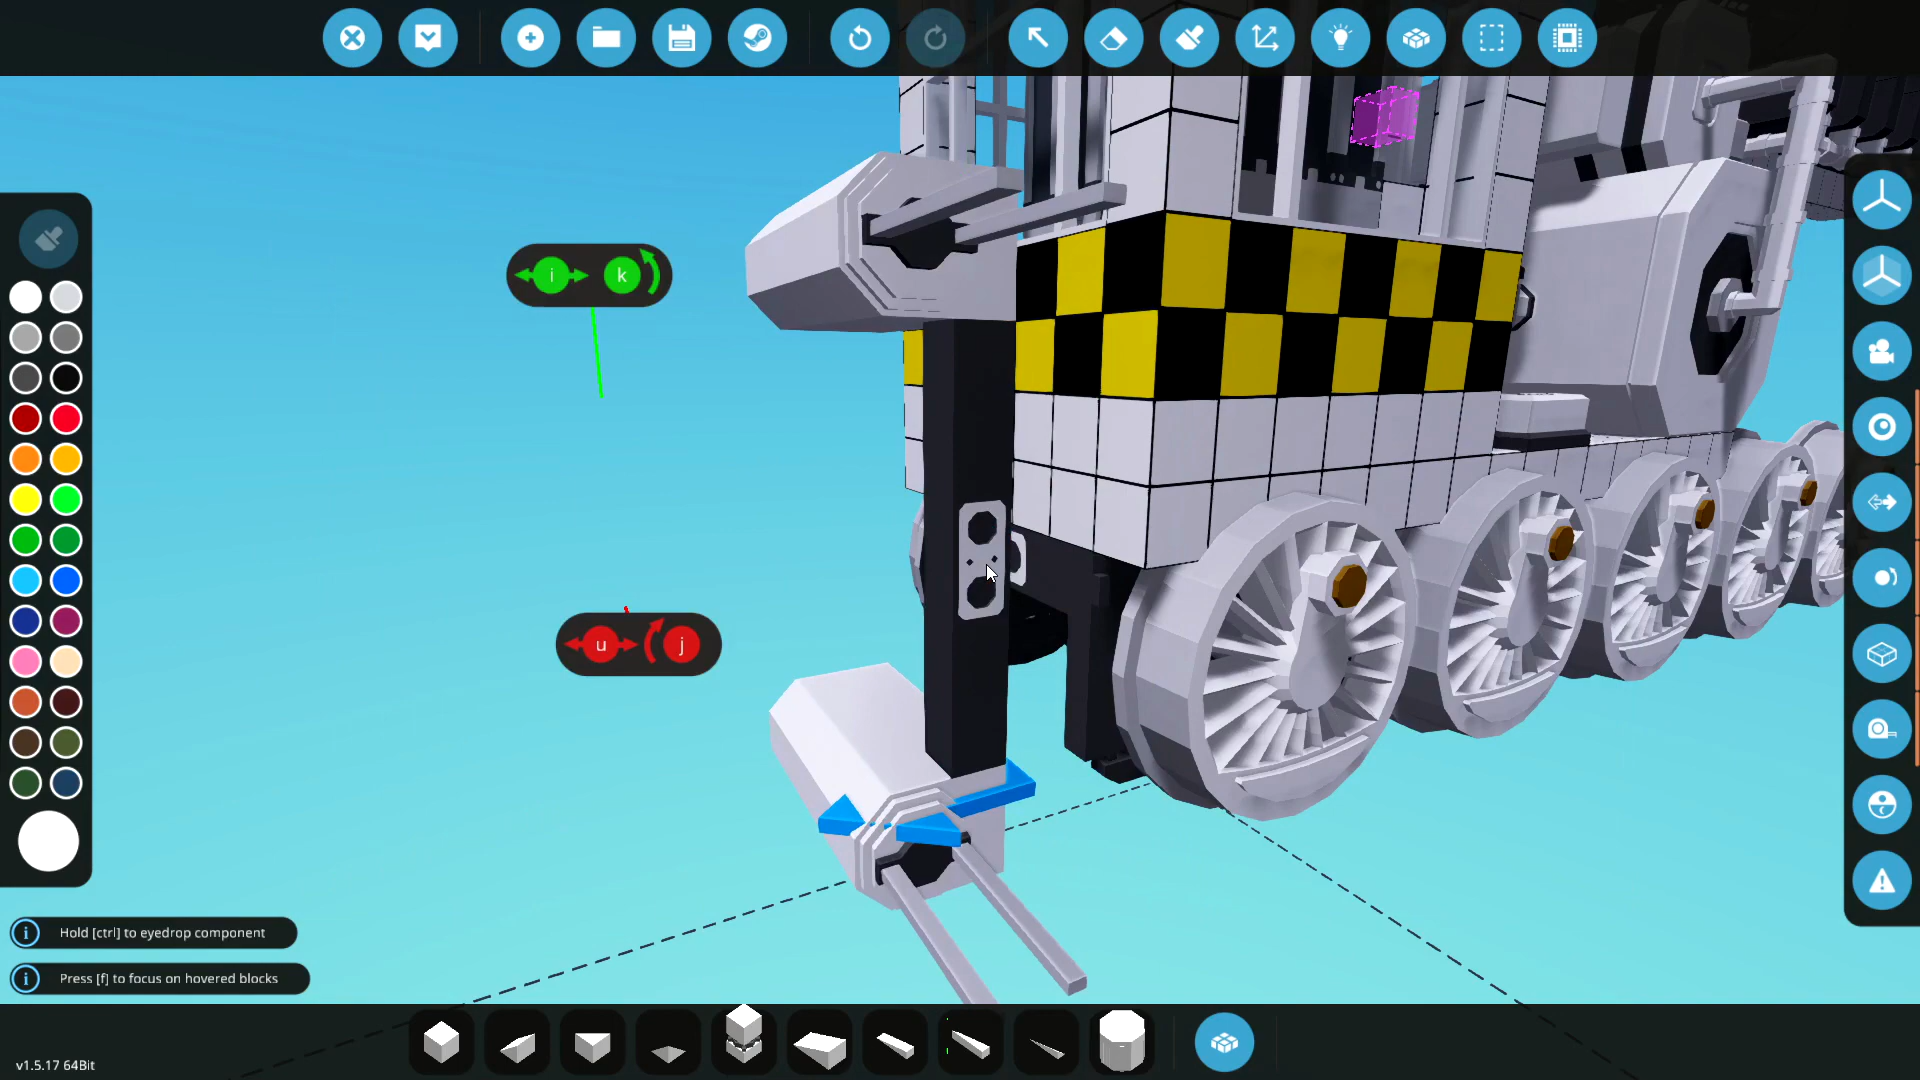 i k
u j
Hold [ctrl] to eyedrop component
Press [f] to focus on hovered blocks
v1.5.17 64Bit